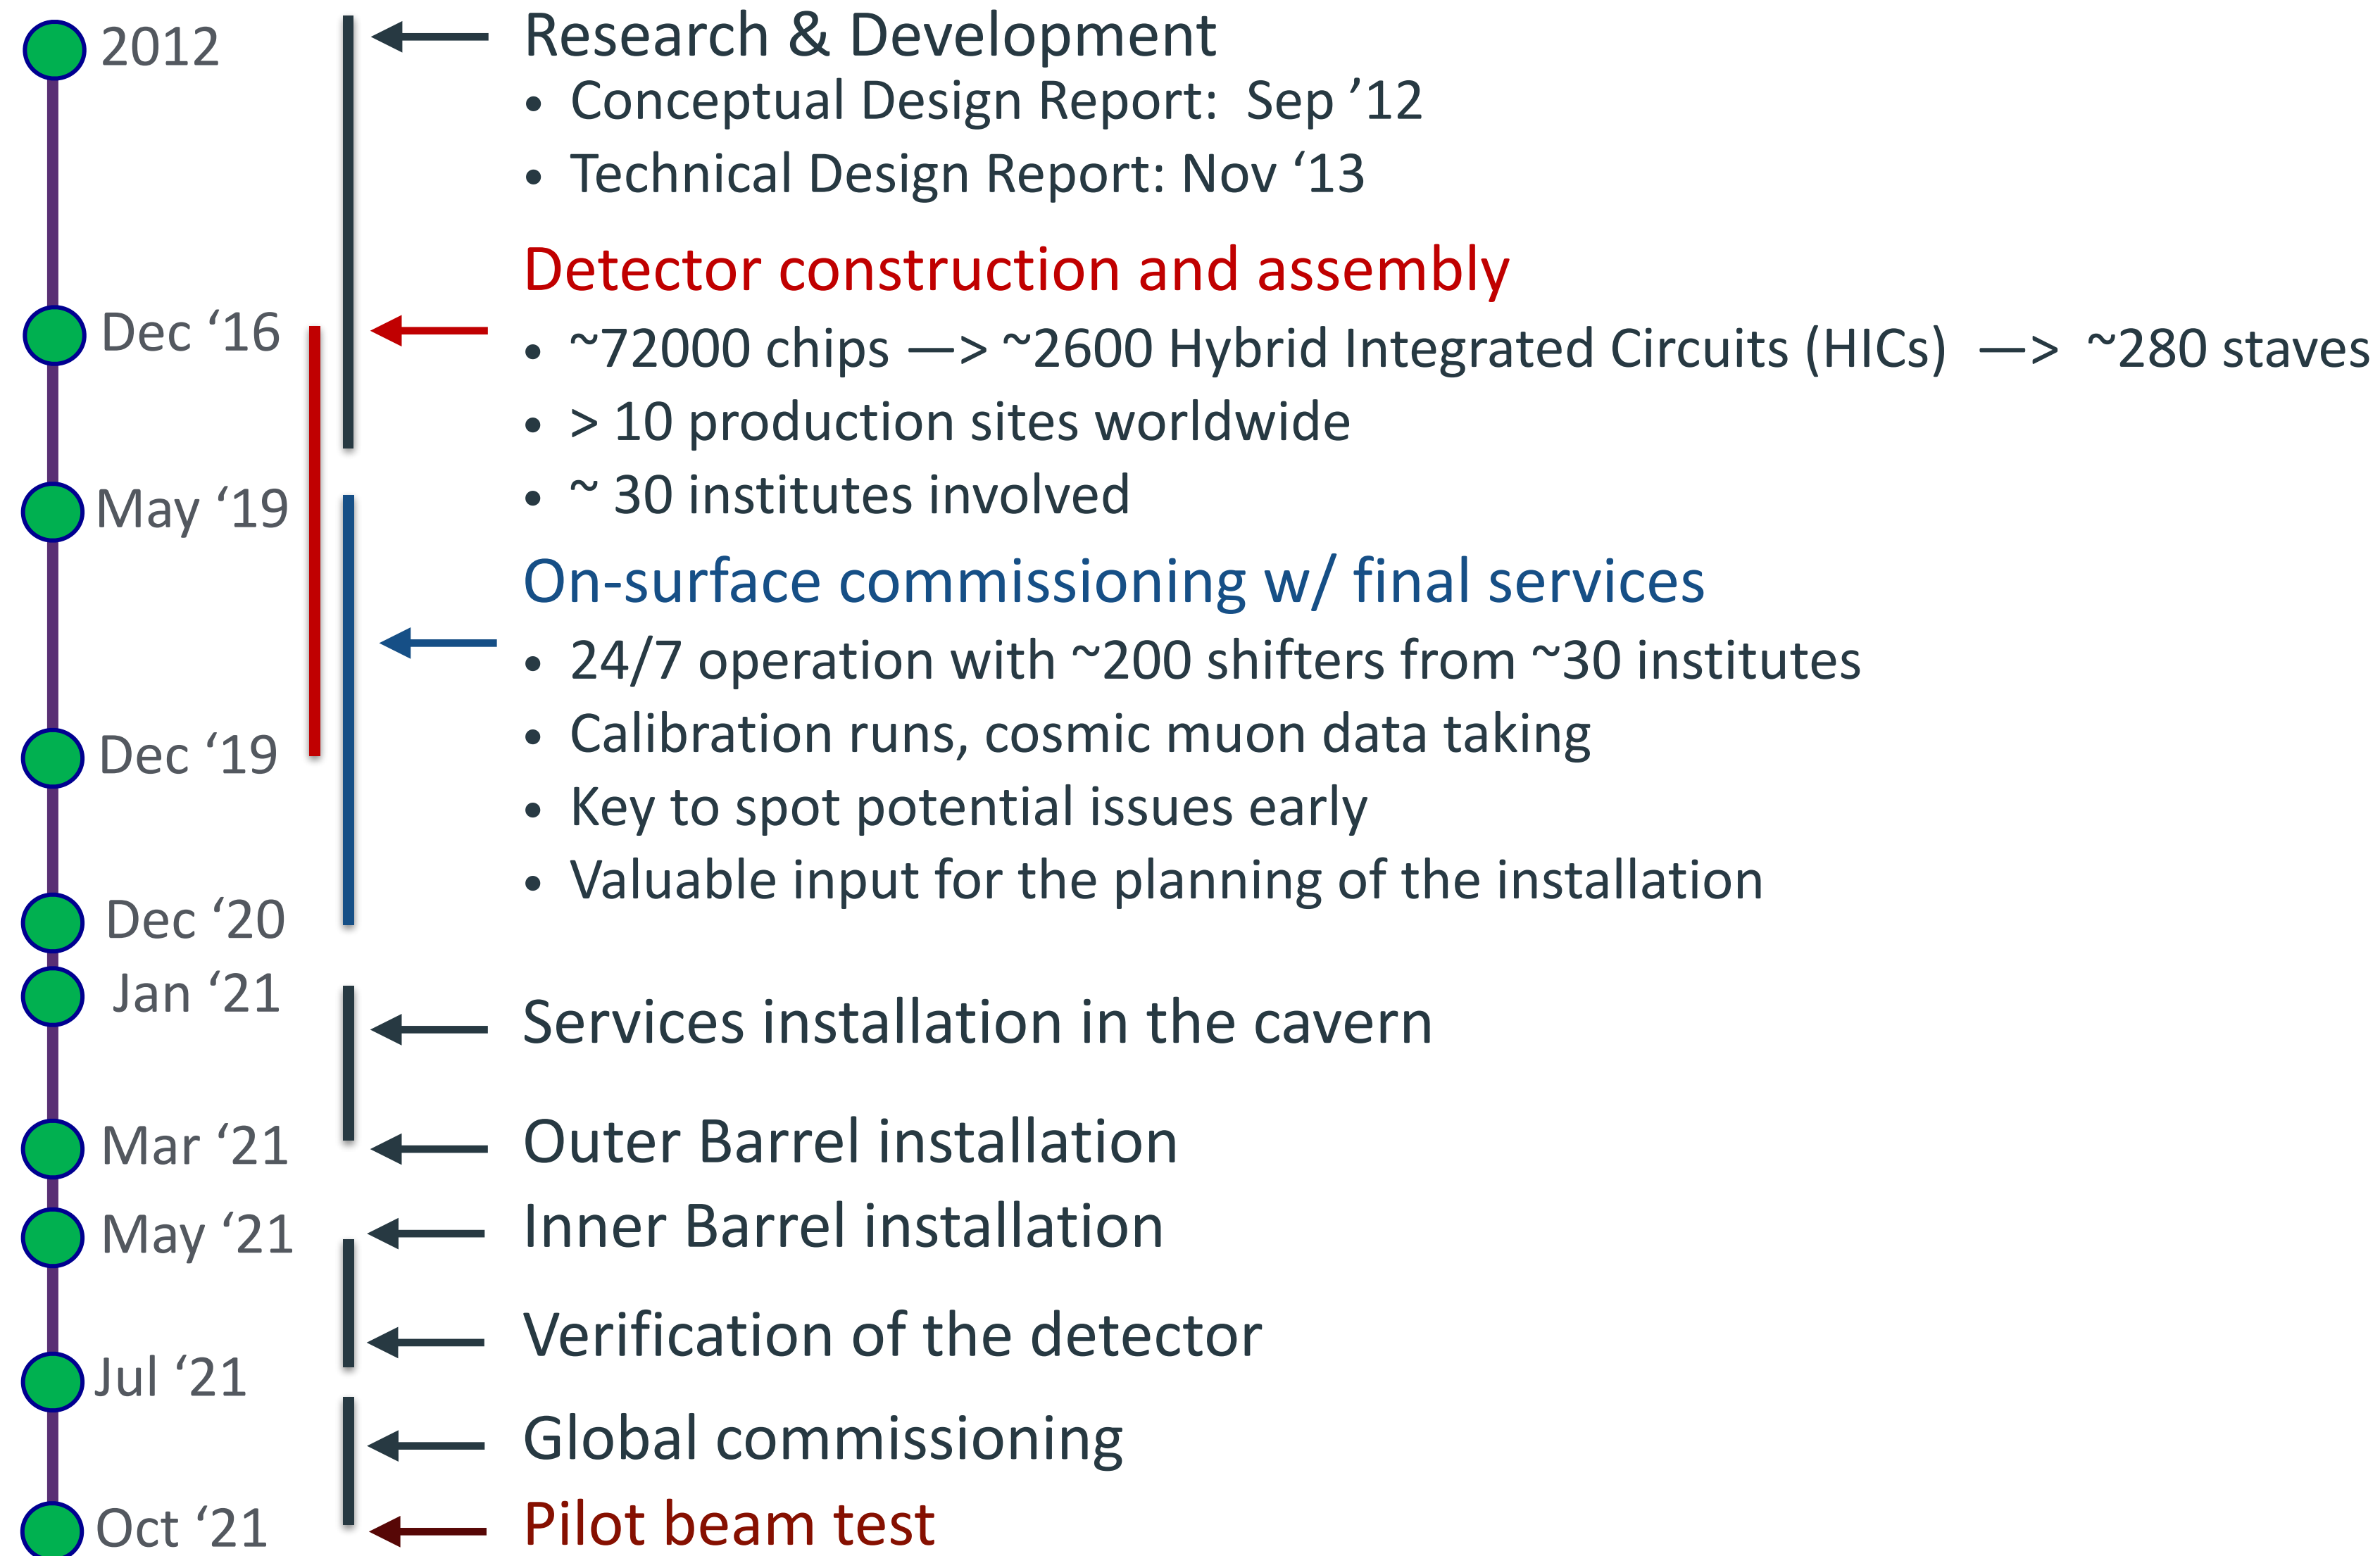 2012
Research & Development
• Conceptual Design Report:  Sep ’12
• Technical Design Report: Nov ‘13
Detector construction and assembly
Dec ‘16
• ~72000 chips —> ~2600 Hybrid Integrated Circuits (HICs)  —>  ~280 staves
• > 10 production sites worldwide
May ‘19
• ~ 30 institutes involved
On-surface commissioning w/ final services
• 24/7 operation with ~200 shifters from ~30 institutes
• Calibration runs, cosmic muon data taking
Dec ‘19
• Key to spot potential issues early
• Valuable input for the planning of the installation
Dec ‘20
Jan ‘21
Services installation in the cavern
Mar ‘21
Outer Barrel installation
May ‘21
Inner Barrel installation
Verification of the detector
Jul ‘21
Global commissioning
Oct ‘21
Pilot beam test